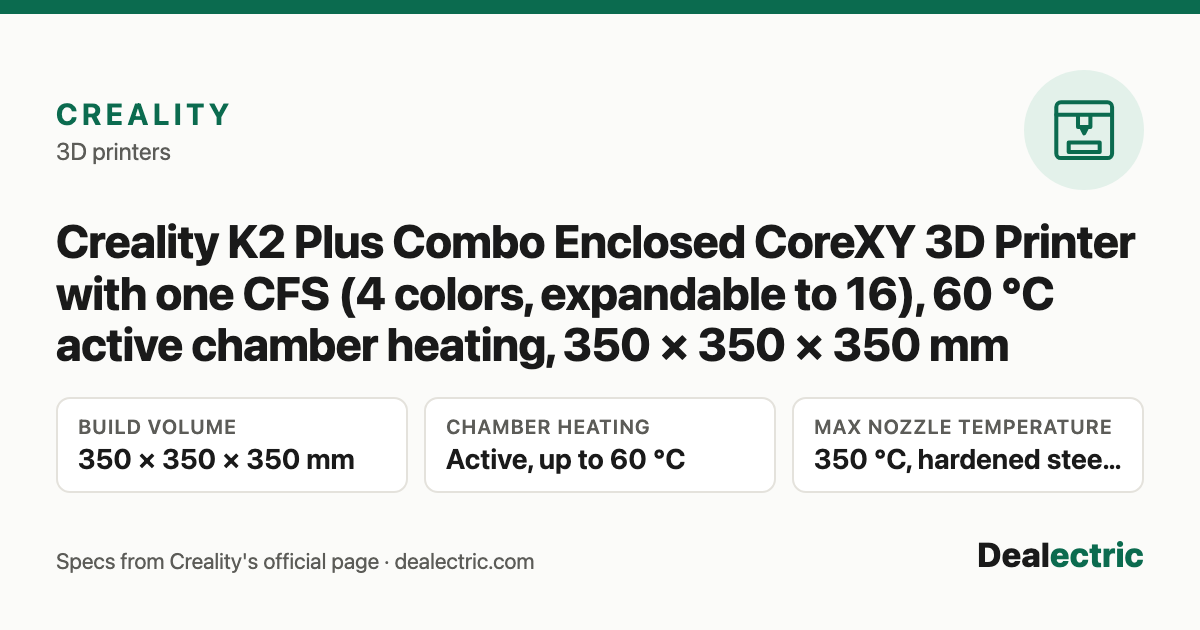 CREALITY
3D printers
Creality K2 Plus Combo Enclosed CoreXY 3D Printer
with one CFS (4 colors, expandable to 16), 60 °C
active chamber heating, 350 × 350 × 350 mm
BUILD VOLUME
350 × 350 × 350 mm
CHAMBER HEATING
Active, up to 60 °C
MAX NOZZLE TEMPERATURE
350 °C, hardened stee...
Specs from Creality's official page · dealectric.com
Dealectric